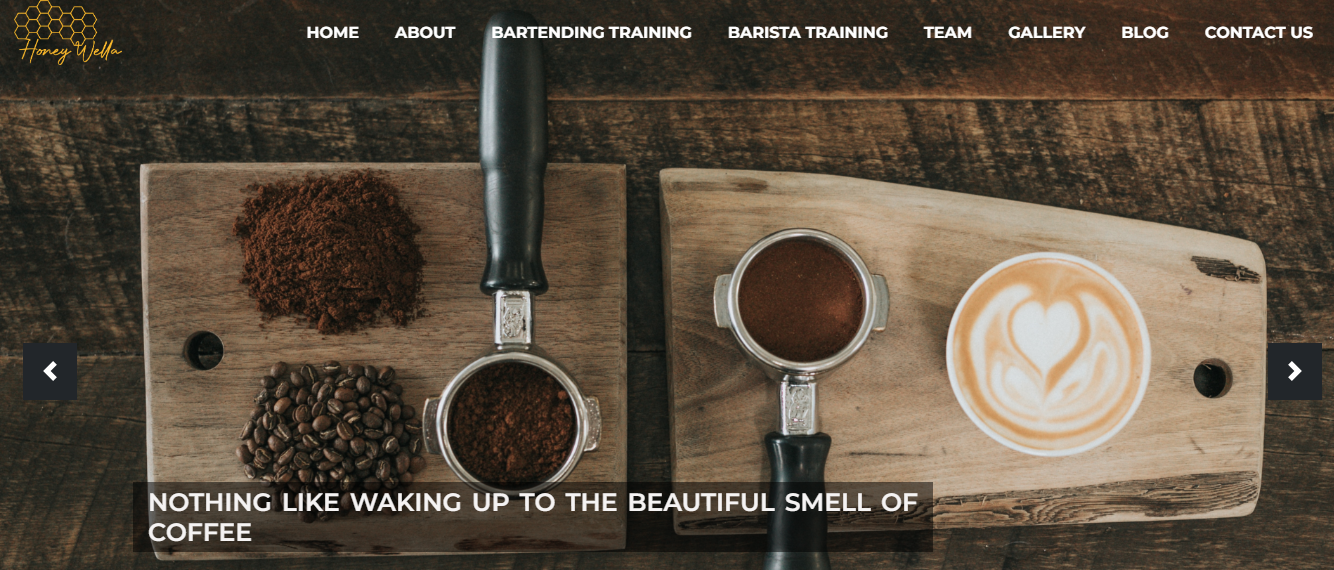 Honey Wella
HOME ABOUT BARTENDING TRAINING BARISTA TRAINING TEAM GALLERY BLOG CONTACT US
NOTHING LIKE WAKING UP TO THE BEAUTIFUL SMELL OF
COFFEE